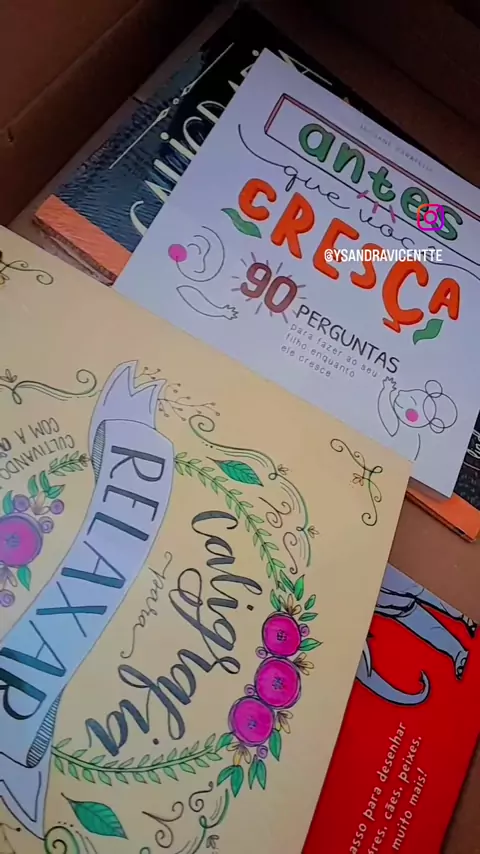 antes
que você
CRESÇA
90
PERGUNTAS
para fazer ao seu
filho enquanto
ele cresce.
@YSANDRAVICENTTE
caligrafia
para
RELAXAR
CULTIVANDO
COM A
para desenhar
cães, peixes,
muito mais!